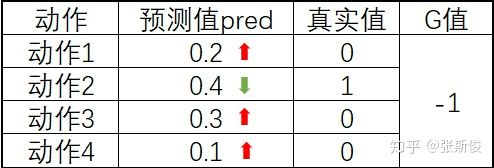 动作 预测值pred 真实值 G值
动作1 0.2 0
动作2 0.4 1
动作3 0.3 0
动作4 0.1 0
-1
知乎 @张斯俊